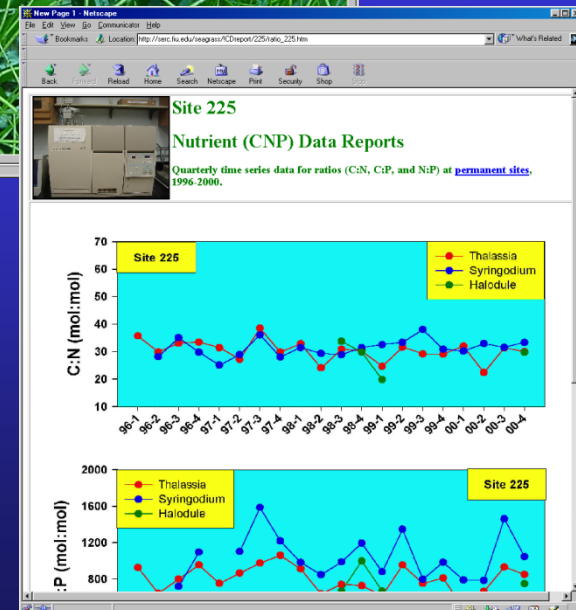 New Page 1 - Netscape
File Edit View Go Communicator Help
Bookmarks Location: http://serc.fiu.edu/seagrass/ICDreport/225/ratio_225.htm What's Related
Back Forward Reload Home Search Netscape Print Security Shop Stop
Site 225
Nutrient (CNP) Data Reports
Quarterly time series data for ratios (C:N, C:P, and N:P) at permanent sites,
1996-2000.
Site 225
Thalassia
Syringodium
Halodule
C:N (mol:mol)
70
60
50
40
30
20
10
96-1 96-2 96-3 96-4 97-1 97-2 97-3 97-4 98-1 98-2 98-3 98-4 99-1 99-2 99-3 99-4 00-1 00-2 00-3 00-4
Thalassia
Syringodium
Halodule
Site 225
:P (mol:mol)
2000
1600
1200
800